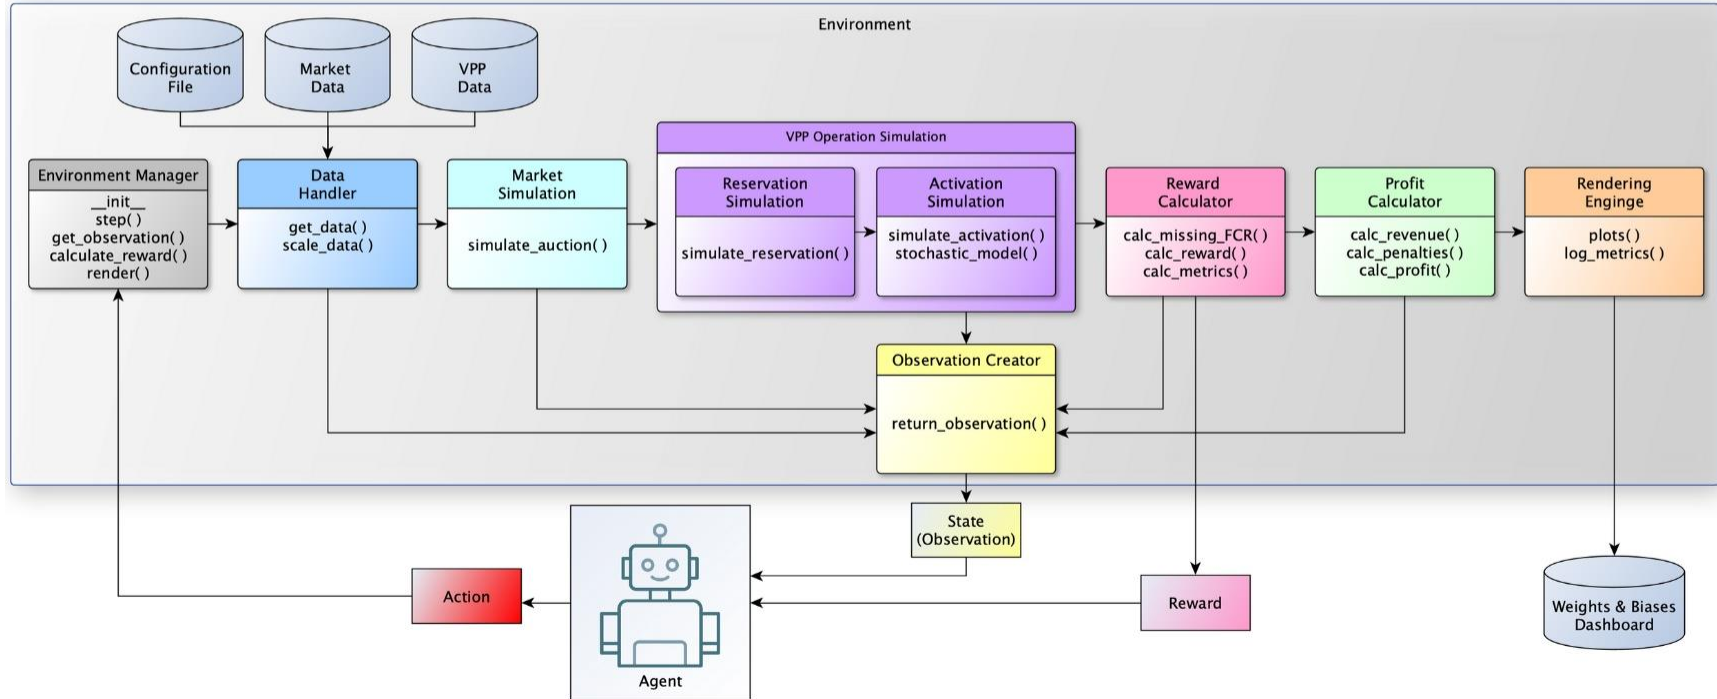 Environment
Configuration
File
Market
Data
VPP
Data
Environment Manager
__init__
step( )
get_observation( )
calculate_reward( )
render( )
Data
Handler
get_data( )
scale_data( )
Market
Simulation
simulate_auction( )
VPP Operation Simulation
Reservation
Simulation
simulate_reservation( )
Activation
Simulation
simulate_activation( )
stochastic_model( )
Reward
Calculator
calc_missing_FCR( )
calc_reward( )
calc_metrics( )
Profit
Calculator
calc_revenue( )
calc_penalties( )
calc_profit( )
Rendering
Enginge
plots( )
log_metrics( )
Observation Creator
return_observation( )
State
(Observation)
Action
Agent
Reward
Weights & Biases
Dashboard